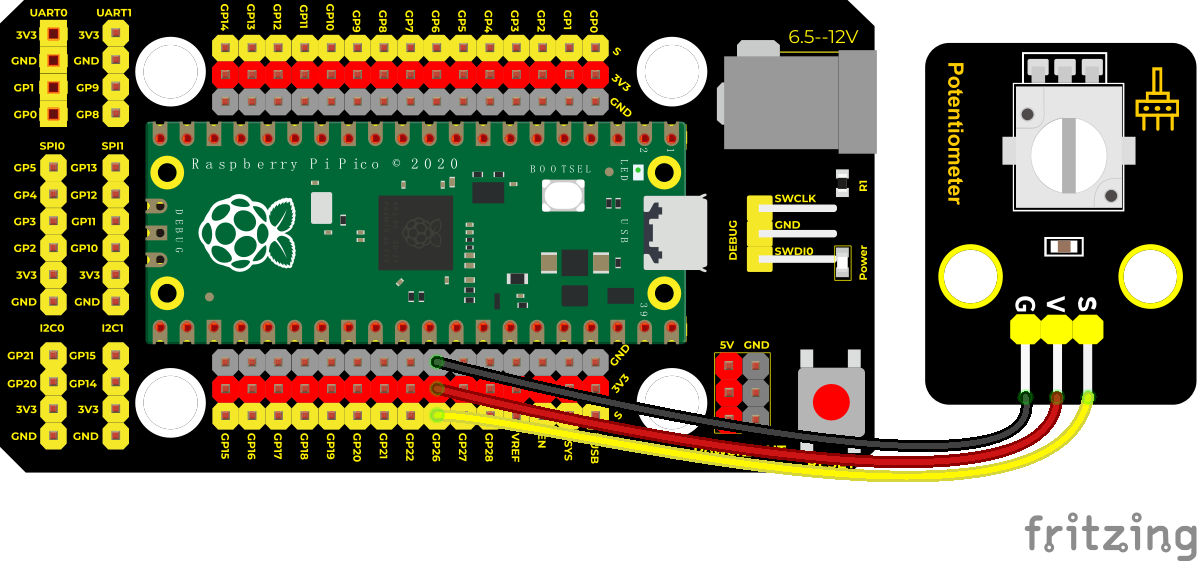 UART0 UART1
3V3 3V3
GND GND
GP1 GP9
GP0 GP8
SPI0 SPI1
GP5 GP13
GP4 GP12
GP3 GP11
GP2 GP10
3V3 3V3
GND GND
I2C0 I2C1
GP21 GP15
GP20 GP14
3V3 3V3
GND GND
GP14 GP13 GP12 GP11 GP10 GP9 GP8 GP7 GP6 GP5 GP4 GP3 GP2 GP1 GP0
S
3V3
GND
6.5--12V
Raspberry Pi Pico © 2020
BOOTSEL
LED
2
1
DEBUG
USB
39
R1
SWCLK
GND
SWDI0
DEBUG
Power
GND
3V3
S
5V GND
GP15 GP16 GP17 GP18 GP19 GP20 GP21 GP22 GP26 GP27 GP28 VREF EN SYS USB
Potentiometer
G V S
fritzing